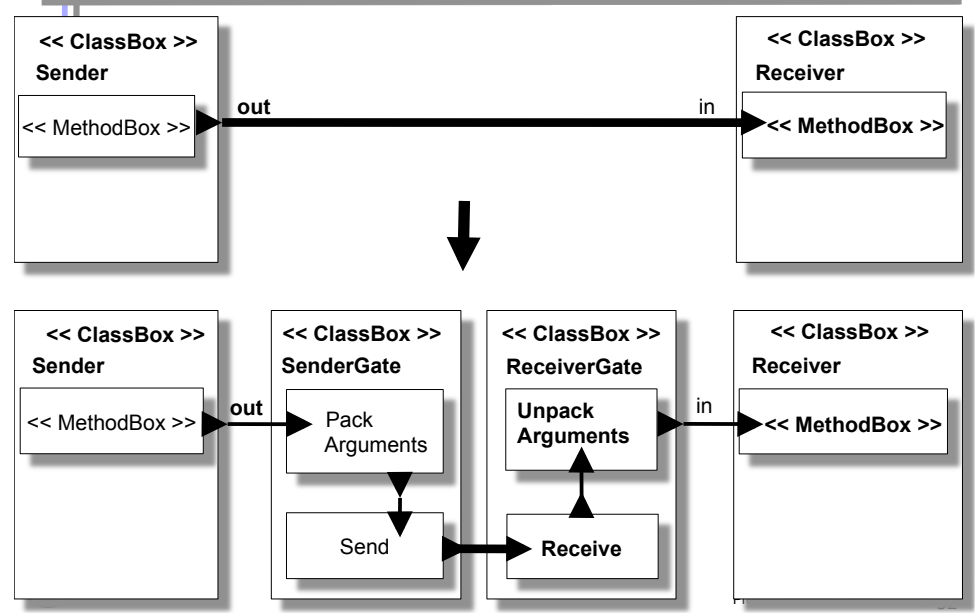 << ClassBox >>
Sender
<< MethodBox >>
out
in
<< ClassBox >>
Receiver
<< MethodBox >>
<< ClassBox >>
Sender
<< MethodBox >>
out
<< ClassBox >>
SenderGate
Pack
Arguments
Send
<< ClassBox >>
ReceiverGate
Unpack
Arguments
Receive
in
<< ClassBox >>
Receiver
<< MethodBox >>